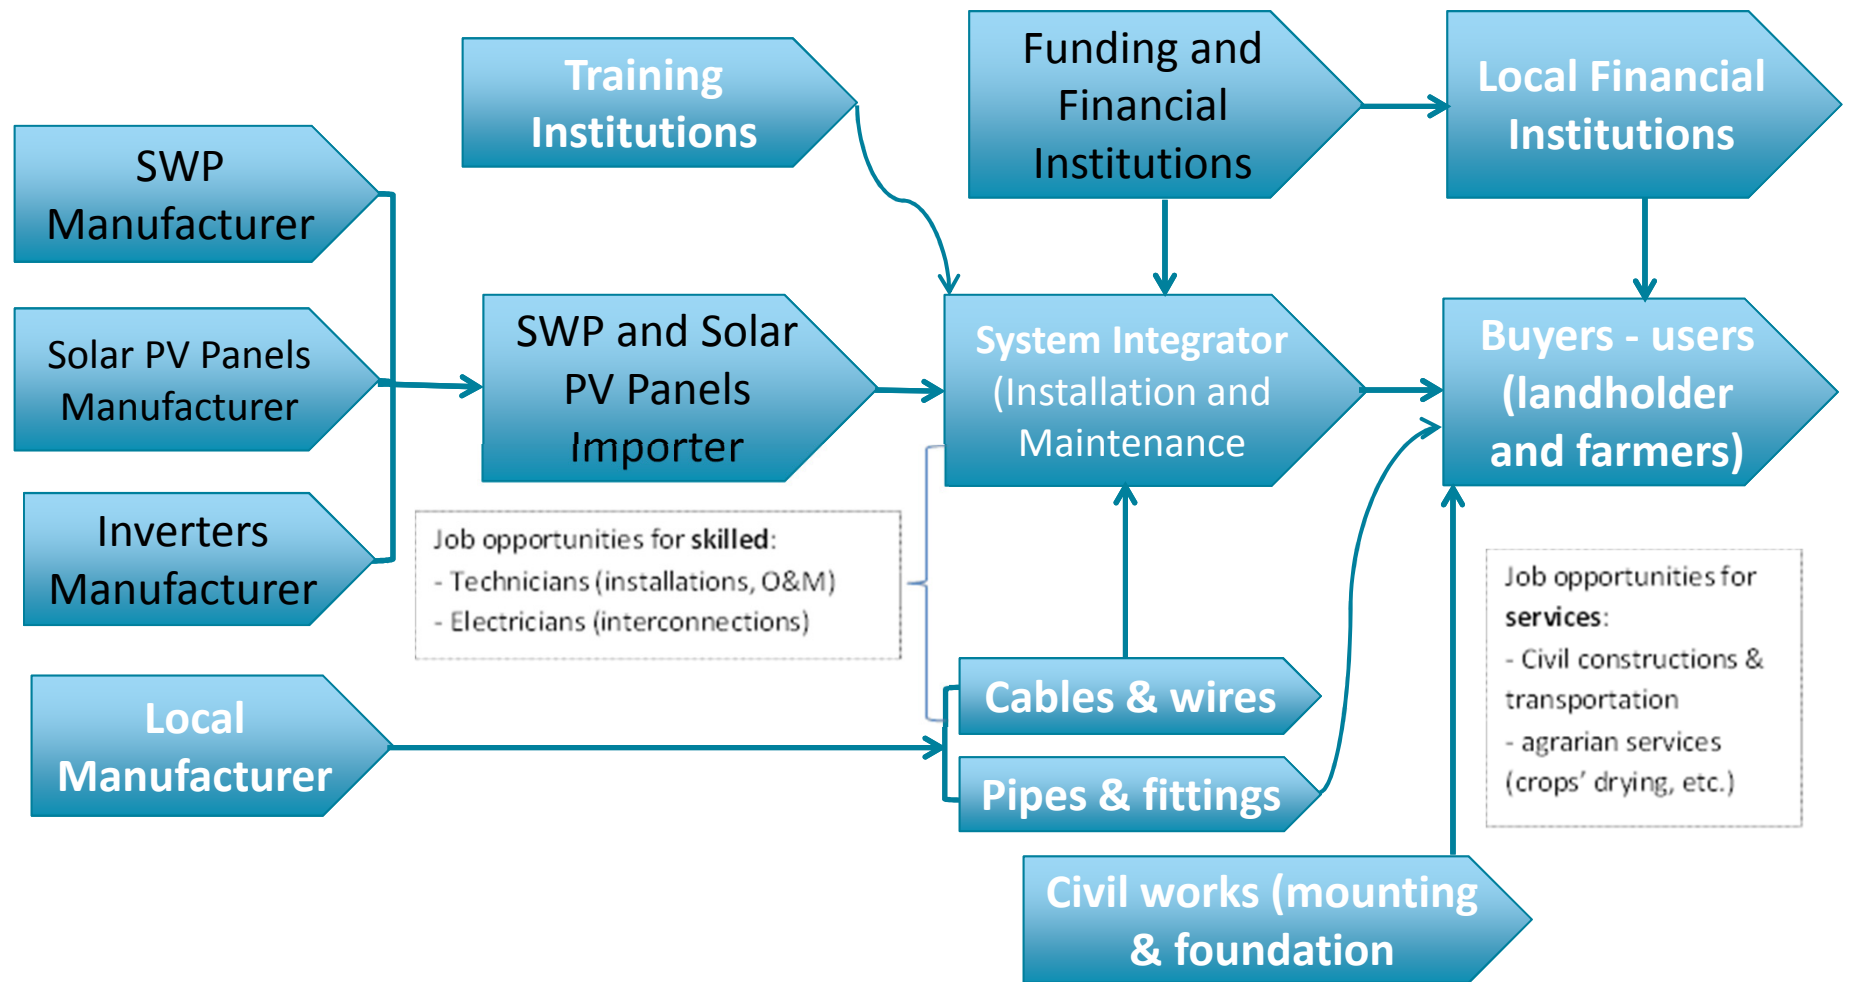 Training
Institutions
Funding and
Financial
Institutions
Local Financial
Institutions
SWP
Manufacturer
Solar PV Panels
Manufacturer
Inverters
Manufacturer
SWP and Solar
PV Panels
Importer
System Integrator
(Installation and
Maintenance
Buyers - users
(landholder
and farmers)
Job opportunities for skilled:
- Technicians (installations, O&M)
- Electricians (interconnections)
Job opportunities for
services:
- Civil constructions &
transportation
- agrarian services
(crops' drying, etc.)
Local
Manufacturer
Cables & wires
Pipes & fittings
Civil works (mounting
& foundation